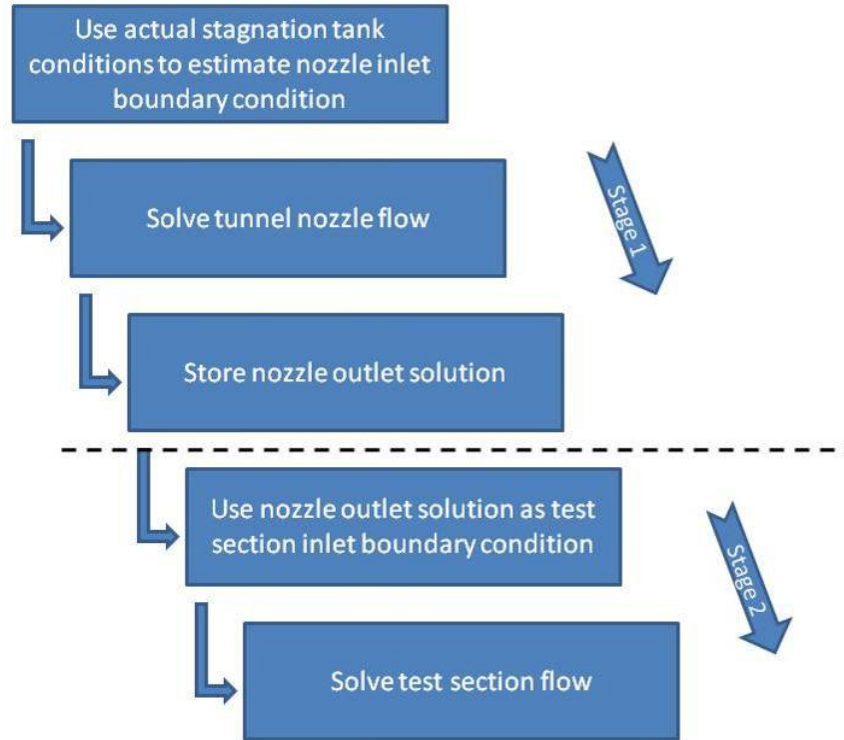 Use actual stagnation tank
conditions to estimate nozzle inlet
boundary condition
Solve tunnel nozzle flow
Stage 1
Store nozzle outlet solution
Use nozzle outlet solution as test
section inlet boundary condition
Stage 2
Solve test section flow